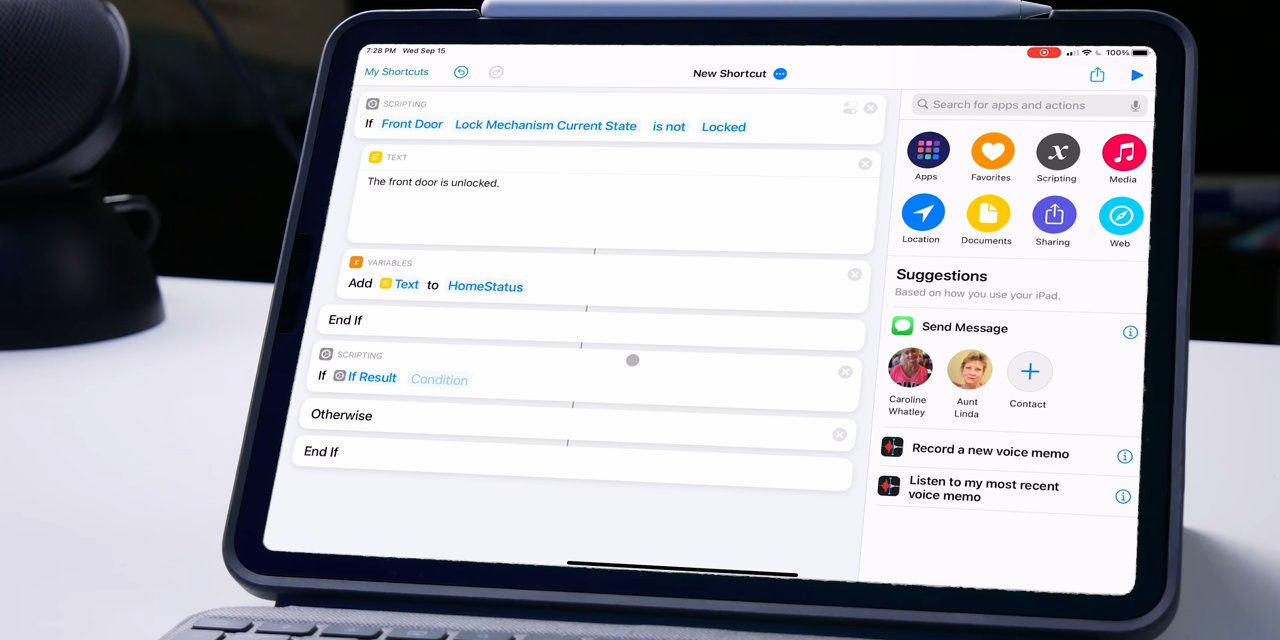 7:28 PM Wed Sep 15
100%
My Shortcuts
New Shortcut
SCRIPTING
If Front Door Lock Mechanism Current State is not Locked
TEXT
The front door is unlocked.
VARIABLES
Add Text to HomeStatus
End If
SCRIPTING
If If Result Condition
Otherwise
End If
Search for apps and actions
Apps
Favorites
Scripting
Media
Location
Documents
Sharing
Web
Suggestions
Based on how you use your iPad.
Send Message
Caroline
Whatley
Aunt
Linda
Contact
Record a new voice memo
Listen to my most recent
voice memo